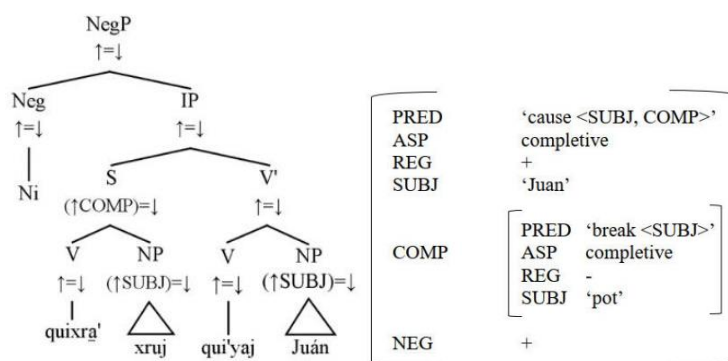 NegP
↑=↓
Neg IP
↑=↓ ↑=↓
Ni
S V'
(↑COMP)=↓ ↑=↓
V NP V NP
↑=↓ (↑SUBJ)=↓ ↑=↓ (↑SUBJ)=↓
quixra̲' xruj qui'yaj Juán
PRED ‘cause <SUBJ, COMP>’
ASP completive
REG +
SUBJ ‘Juan’
COMP
PRED ‘break <SUBJ>’
ASP completive
REG -
SUBJ ‘pot’
NEG +